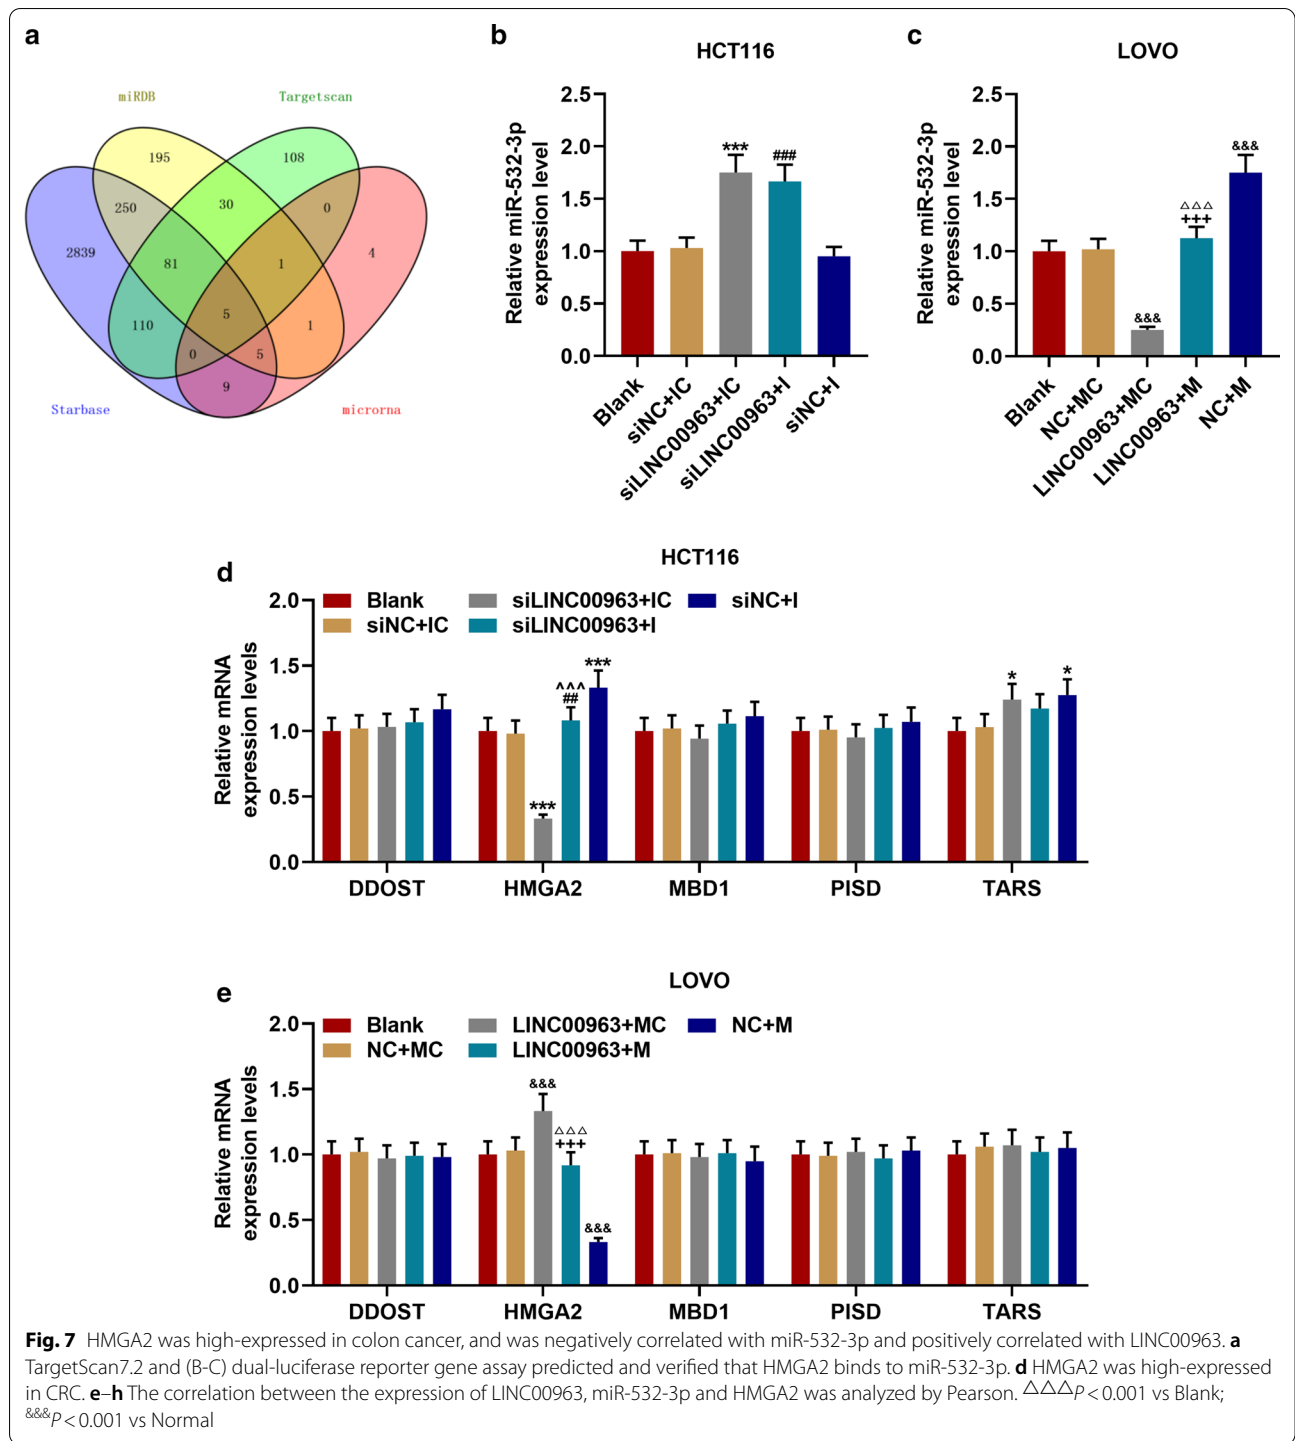 a
miRDB
Targetscan
195
108
250
30
0
2839
81
1
4
110
5
1
0
5
9
Starbase
microrna
b
HCT116
Relative miR-532-3p
expression level
2.5
2.0
1.5
1.0
0.5
0.0
***
###
Blank
siNC+IC
siLINC00963+IC
siLINC00963+I
siNC+I
c
LOVO
Relative miR-532-3p
expression level
2.5
2.0
1.5
1.0
0.5
0.0
&&&
△△△
+++
&&&
Blank
NC+MC
LINC00963+MC
LINC00963+M
NC+M
d
HCT116
Relative mRNA
expression levels
2.0
1.5
1.0
0.5
0.0
Blank
siNC+IC
siLINC00963+IC
siLINC00963+I
siNC+I
***
^^^
##
***
*
*
DDOST
HMGA2
MBD1
PISD
TARS
e
LOVO
Relative mRNA
expression levels
2.0
1.5
1.0
0.5
0.0
Blank
NC+MC
LINC00963+MC
LINC00963+M
NC+M
&&&
△△△
+++
&&&
DDOST
HMGA2
MBD1
PISD
TARS
Fig. 7 HMGA2 was high-expressed in colon cancer, and was negatively correlated with miR-532-3p and positively correlated with LINC00963. a
TargetScan7.2 and (B-C) dual-luciferase reporter gene assay predicted and verified that HMGA2 binds to miR-532-3p. d HMGA2 was high-expressed
in CRC. e–h The correlation between the expression of LINC00963, miR-532-3p and HMGA2 was analyzed by Pearson. △△△P < 0.001 vs Blank;
&&&P < 0.001 vs Normal